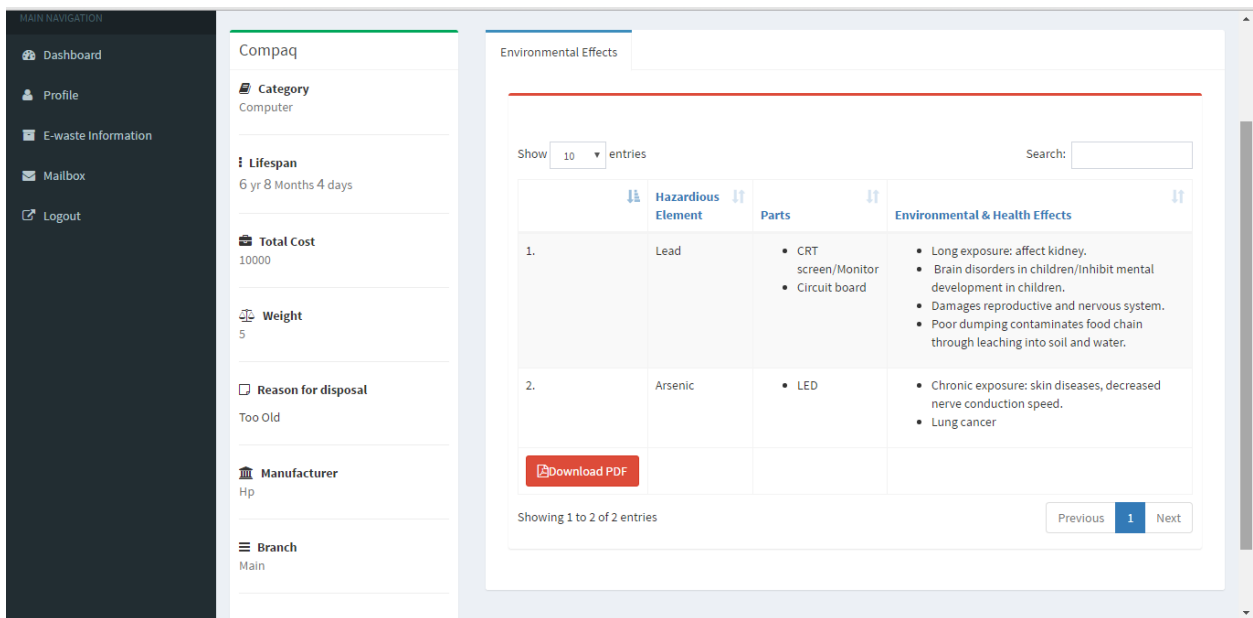 MAIN NAVIGATION
Dashboard
Profile
E-waste Information
Mailbox
Logout
Compaq
Category
Computer
Lifespan
6 yr 8 Months 4 days
Total Cost
10000
Weight
5
Reason for disposal
Too Old
Manufacturer
Hp
Branch
Main
Environmental Effects
Show 10 entries
Search:
Hazardious
Element
Parts
Environmental & Health Effects
1.
Lead
• CRT
screen/Monitor
• Circuit board
• Long exposure: affect kidney.
• Brain disorders in children/Inhibit mental
development in children.
• Damages reproductive and nervous system.
• Poor dumping contaminates food chain
through leaching into soil and water.
2.
Arsenic
• LED
• Chronic exposure: skin diseases, decreased
nerve conduction speed.
• Lung cancer
Download PDF
Showing 1 to 2 of 2 entries
Previous 1 Next